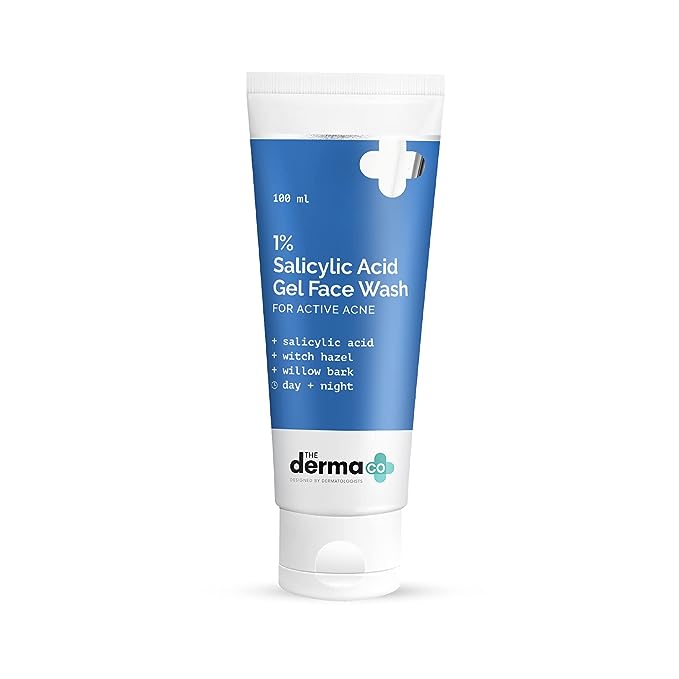 100 ml
1%
Salicylic Acid
Gel Face Wash
FOR ACTIVE ACNE
+ salicylic acid
+ witch hazel
+ willow bark
day + night
THE
derma co
DESIGNED BY DERMATOLOGISTS